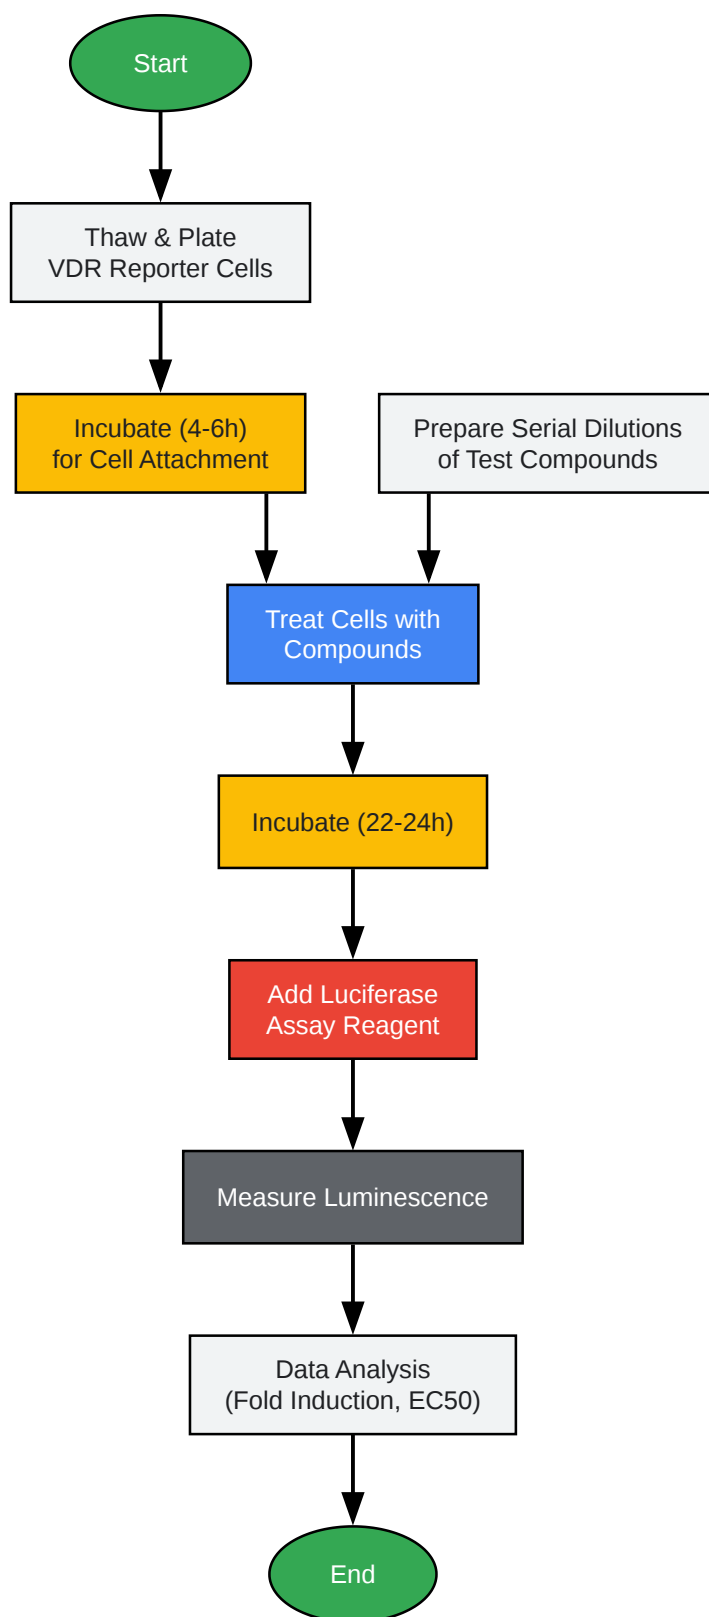 Start
Thaw & Plate
VDR Reporter Cells
Incubate (4-6h)
for Cell Attachment
Prepare Serial Dilutions
of Test Compounds
Treat Cells with
Compounds
Incubate (22-24h)
Add Luciferase
Assay Reagent
Measure Luminescence
Data Analysis
(Fold Induction, EC50)
End